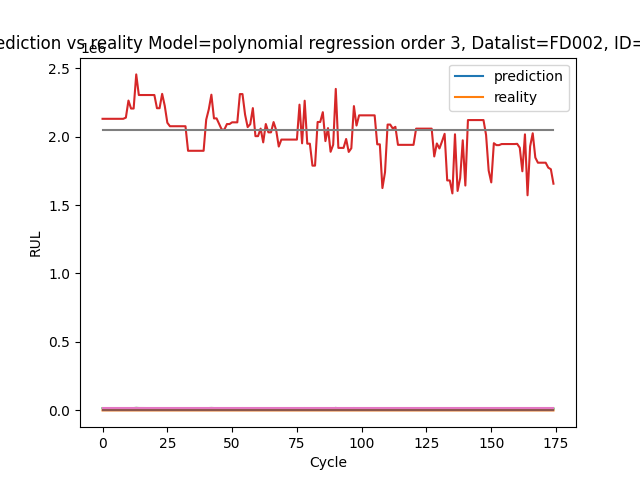 ediction vs reality Model=polynomial regression order 3, Datalist=FD002, ID=
1e6
prediction
reality
2.5
2.0
1.5
1.0
0.5
0.0
RUL
0
25
50
75
100
125
150
175
Cycle